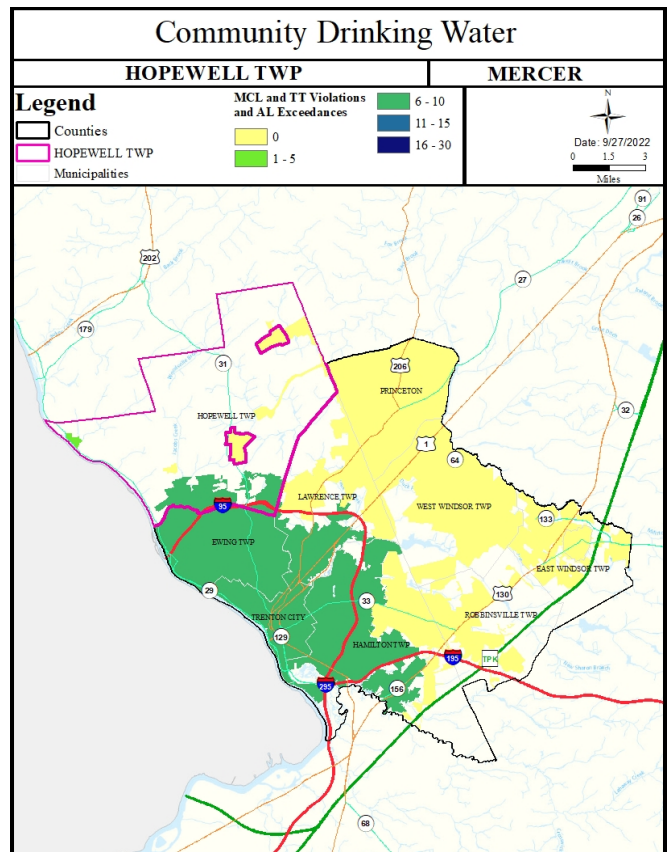 Community Drinking Water
HOPEWELL TWP
MERCER
Legend
Counties
HOPEWELL TWP
Municipalities
MCL and TT Violations
and AL Exceedances
0
1 - 5
6 - 10
11 - 15
16 - 30
N
Date: 9/27/2022
0 1.5 3
Miles
91
26
202
27
179
31
206
PRINCETON
32
HOPEWELL TWP
1
64
LAWRENCE TWP
95
WEST WINDSOR TWP
133
EWING TWP
EAST WINDSOR TWP
29
33
130
TRENTON CITY
ROBBINSVILLE TWP
129
HAMILTON TWP
195
TPK
295
156
68